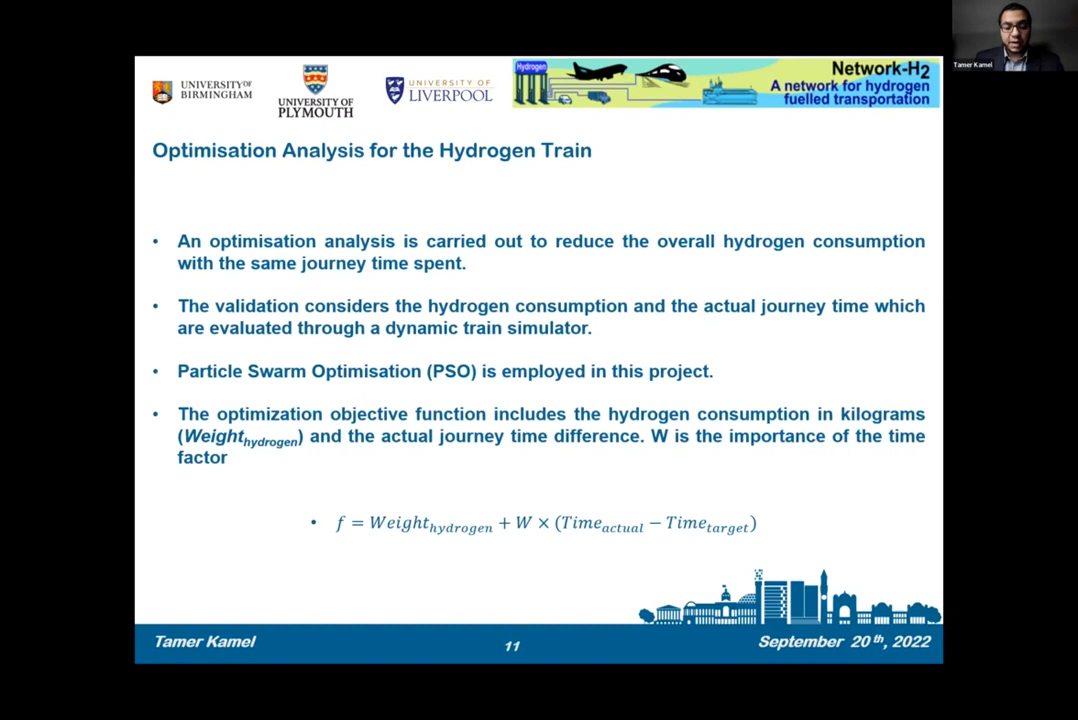 Tamer Kamel
UNIVERSITY OF
BIRMINGHAM
UNIVERSITY OF
PLYMOUTH
UNIVERSITY OF
LIVERPOOL
Hydrogen
Network-H2
A network for hydrogen
fuelled transportation
Optimisation Analysis for the Hydrogen Train
• An optimisation analysis is carried out to reduce the overall hydrogen consumption
with the same journey time spent.
• The validation considers the hydrogen consumption and the actual journey time which
are evaluated through a dynamic train simulator.
• Particle Swarm Optimisation (PSO) is employed in this project.
• The optimization objective function includes the hydrogen consumption in kilograms
(Weight_hydrogen) and the actual journey time difference. W is the importance of the time
factor
• f = Weight_hydrogen + W × (Time_actual − Time_target)
Tamer Kamel
11
September 20th, 2022